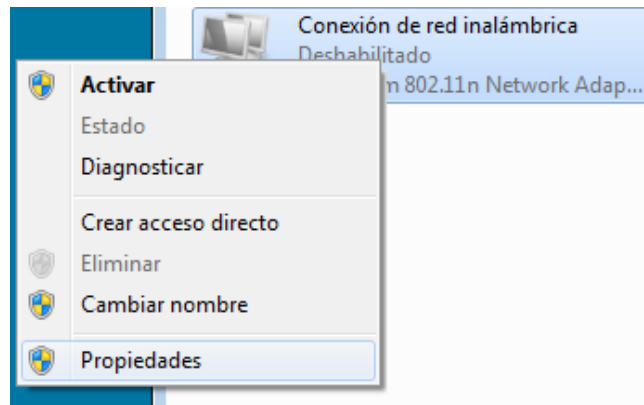 Conexión de red inalámbrica
Deshabilitado
802.11n Network Adap...
Activar
Estado
Diagnosticar
Crear acceso directo
Eliminar
Cambiar nombre
Propiedades